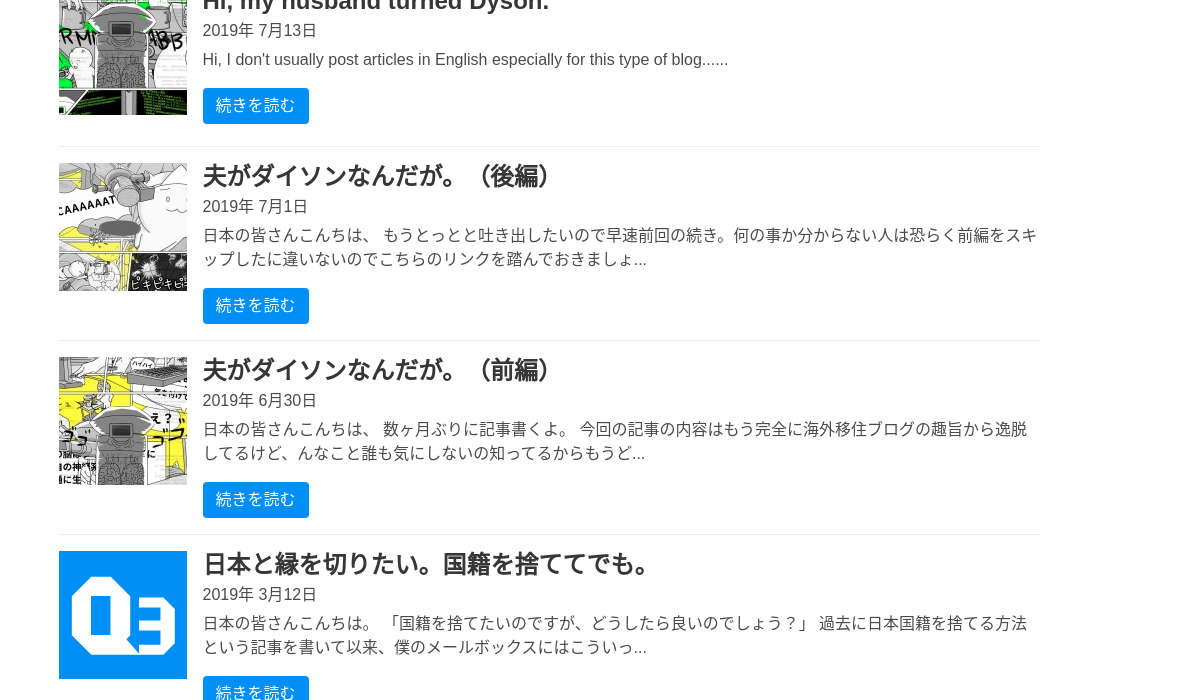 Hi, my husband turned Dyson.
2019年 7月13日
Hi, I don't usually post articles in English especially for this type of blog......
続きを読む
CAAAAAAT
夫がダイソンなんだが。（後編）
2019年 7月1日
日本の皆さんこんちは、 もうとっとと吐き出したいので早速前回の続き。何の事か分からない人は恐らく前編をスキ
ップしたに違いないのでこちらのリンクを踏んでおきましょ...
ピキピキピ
続きを読む
夫がダイソンなんだが。（前編）
2019年 6月30日
日本の皆さんこんちは、 数ヶ月ぶりに記事書くよ。 今回の記事の内容はもう完全に海外移住ブログの趣旨から逸脱
してるけど、んなこと誰も気にしないの知ってるからもうど...
続きを読む
Q3
日本と縁を切りたい。国籍を捨ててでも。
2019年 3月12日
日本の皆さんこんちは。 「国籍を捨てたいのですが、どうしたら良いのでしょう？」 過去に日本国籍を捨てる方法
という記事を書いて以来、僕のメールボックスにはこういっ...
続きを読む